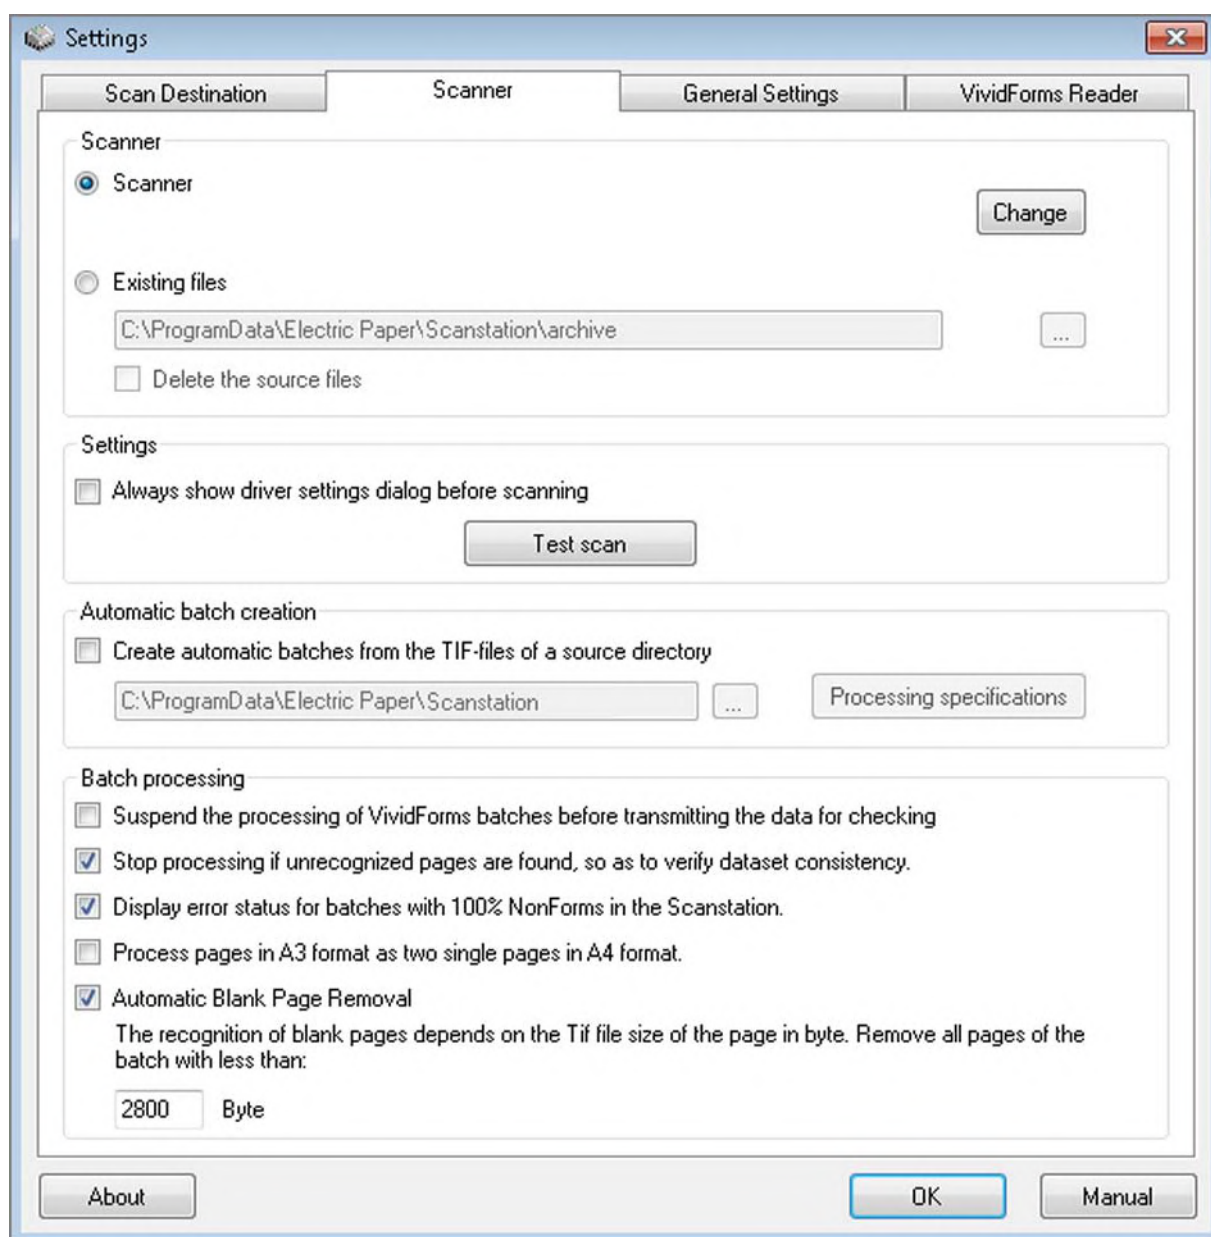 Settings
Scan Destination
Scanner
General Settings
VividForms Reader
Scanner
Scanner
Change
Existing files
C:\ProgramData\Electric Paper\Scanstation\archive
...
Delete the source files
Settings
Always show driver settings dialog before scanning
Test scan
Automatic batch creation
Create automatic batches from the TIF-files of a source directory
C:\ProgramData\Electric Paper\Scanstation
...
Processing specifications
Batch processing
Suspend the processing of VividForms batches before transmitting the data for checking
Stop processing if unrecognized pages are found, so as to verify dataset consistency.
Display error status for batches with 100% NonForms in the Scanstation.
Process pages in A3 format as two single pages in A4 format.
Automatic Blank Page Removal
The recognition of blank pages depends on the Tif file size of the page in byte. Remove all pages of the
batch with less than:
2800 Byte
About
OK
Manual